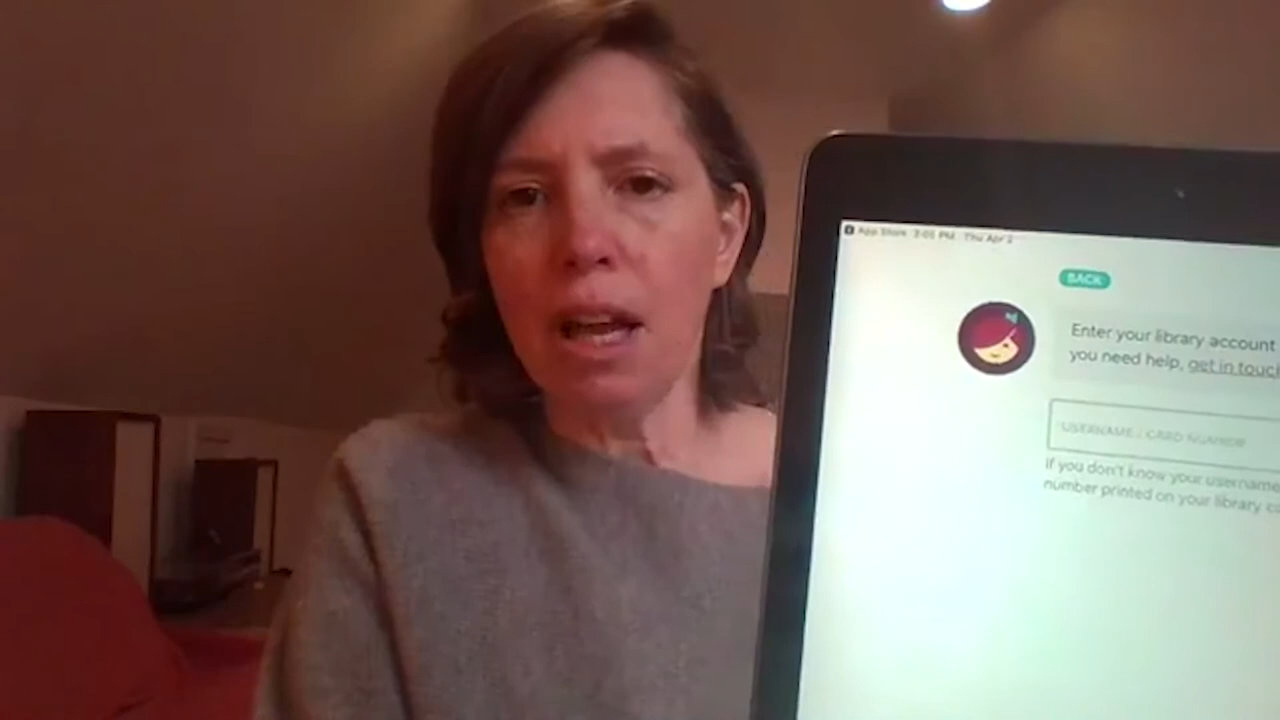 App Store 3:05 PM Thu Apr 2
BACK
Enter your library account
you need help, get in touch
USERNAME / CARD NUMBER
If you don't know your username
number printed on your library c